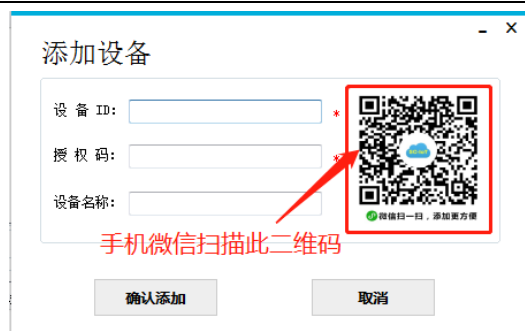 添加设备
设 备 ID:
*
授 权 码:
*
设备名称:
微信扫一扫，添加更方便
手机微信扫描此二维码
确认添加
取消